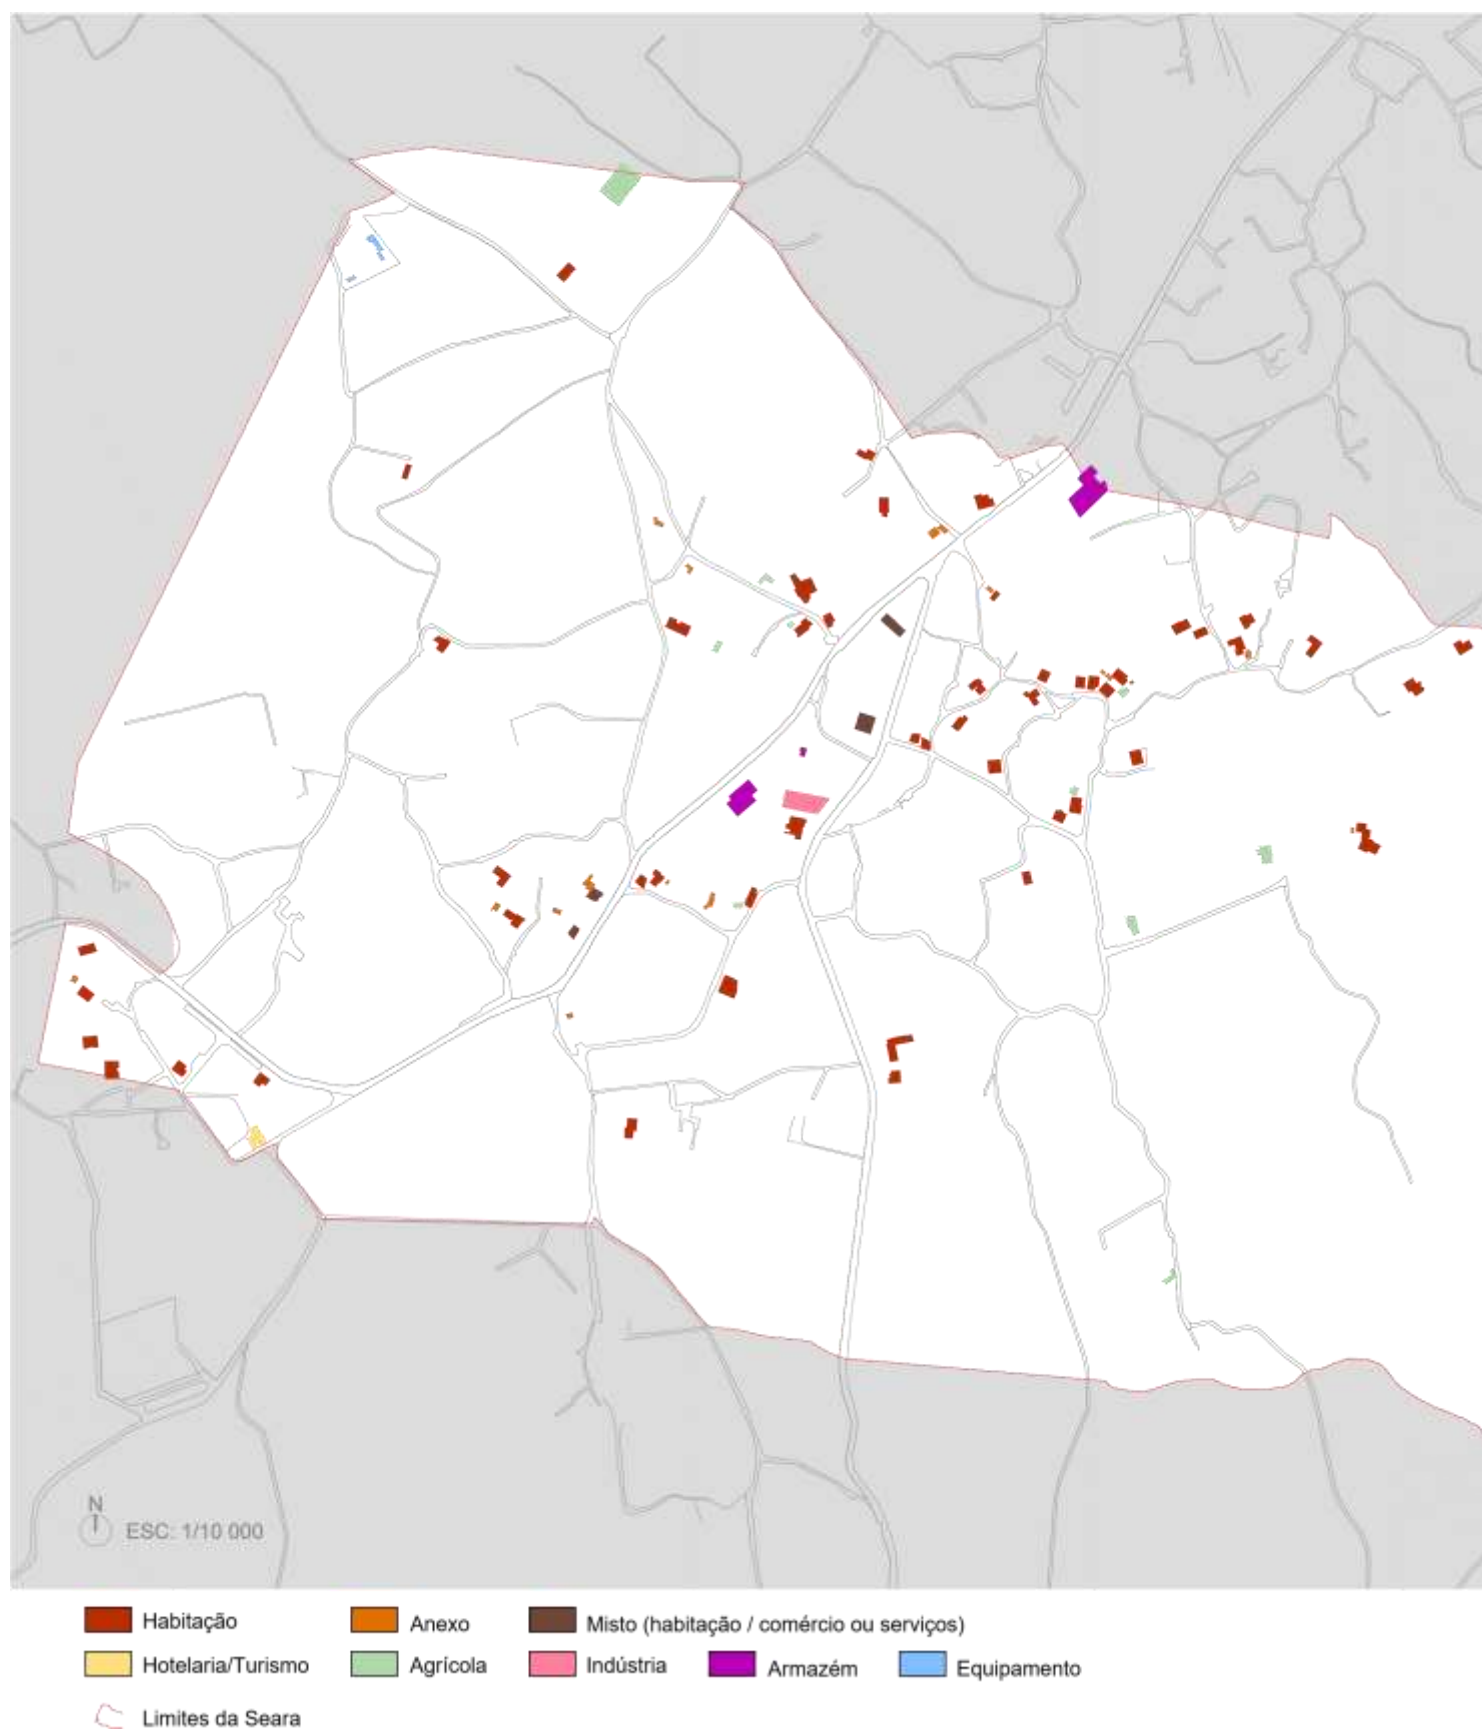 N
ESC: 1/10 000
Habitação
Anexo
Misto (habitação / comércio ou serviços)
Hotelaria/Turismo
Agrícola
Indústria
Armazém
Equipamento
Limites da Seara